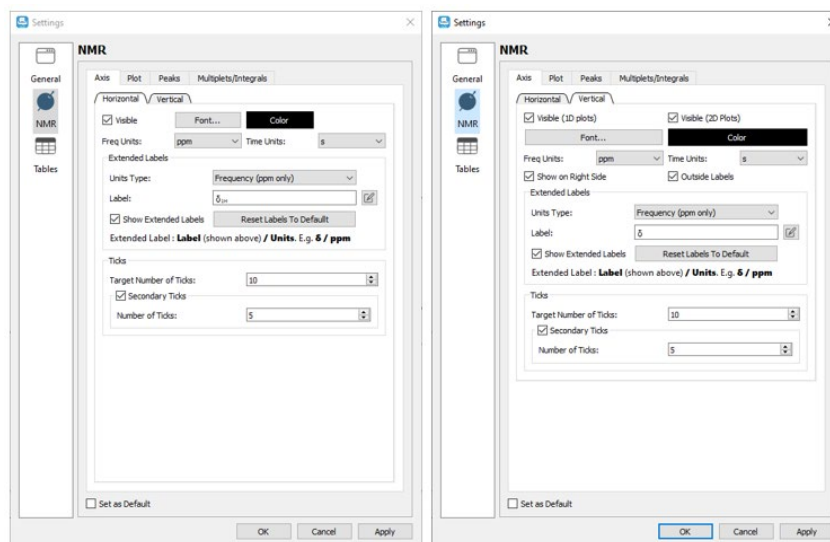 Settings
NMR
General
NMR
Tables
Axis Plot Peaks Multiplets/Integrals
Horizontal Vertical
Visible Font... Color
Freq Units: ppm Time Units: s
Extended Labels
Units Type: Frequency (ppm only)
Label: δ₁ₕ
Show Extended Labels Reset Labels To Default
Extended Label : Label (shown above) / Units. E.g. δ / ppm
Ticks
Target Number of Ticks: 10
Secondary Ticks
Number of Ticks: 5
Set as Default
OK Cancel Apply
Settings
NMR
General
NMR
Tables
Axis Plot Peaks Multiplets/Integrals
Horizontal Vertical
Visible (1D plots) Visible (2D Plots)
Font... Color
Freq Units: ppm Time Units: s
Show on Right Side Outside Labels
Extended Labels
Units Type: Frequency (ppm only)
Label: δ
Show Extended Labels Reset Labels To Default
Extended Label : Label (shown above) / Units. E.g. δ / ppm
Ticks
Target Number of Ticks: 10
Secondary Ticks
Number of Ticks: 5
Set as Default
OK Cancel Apply